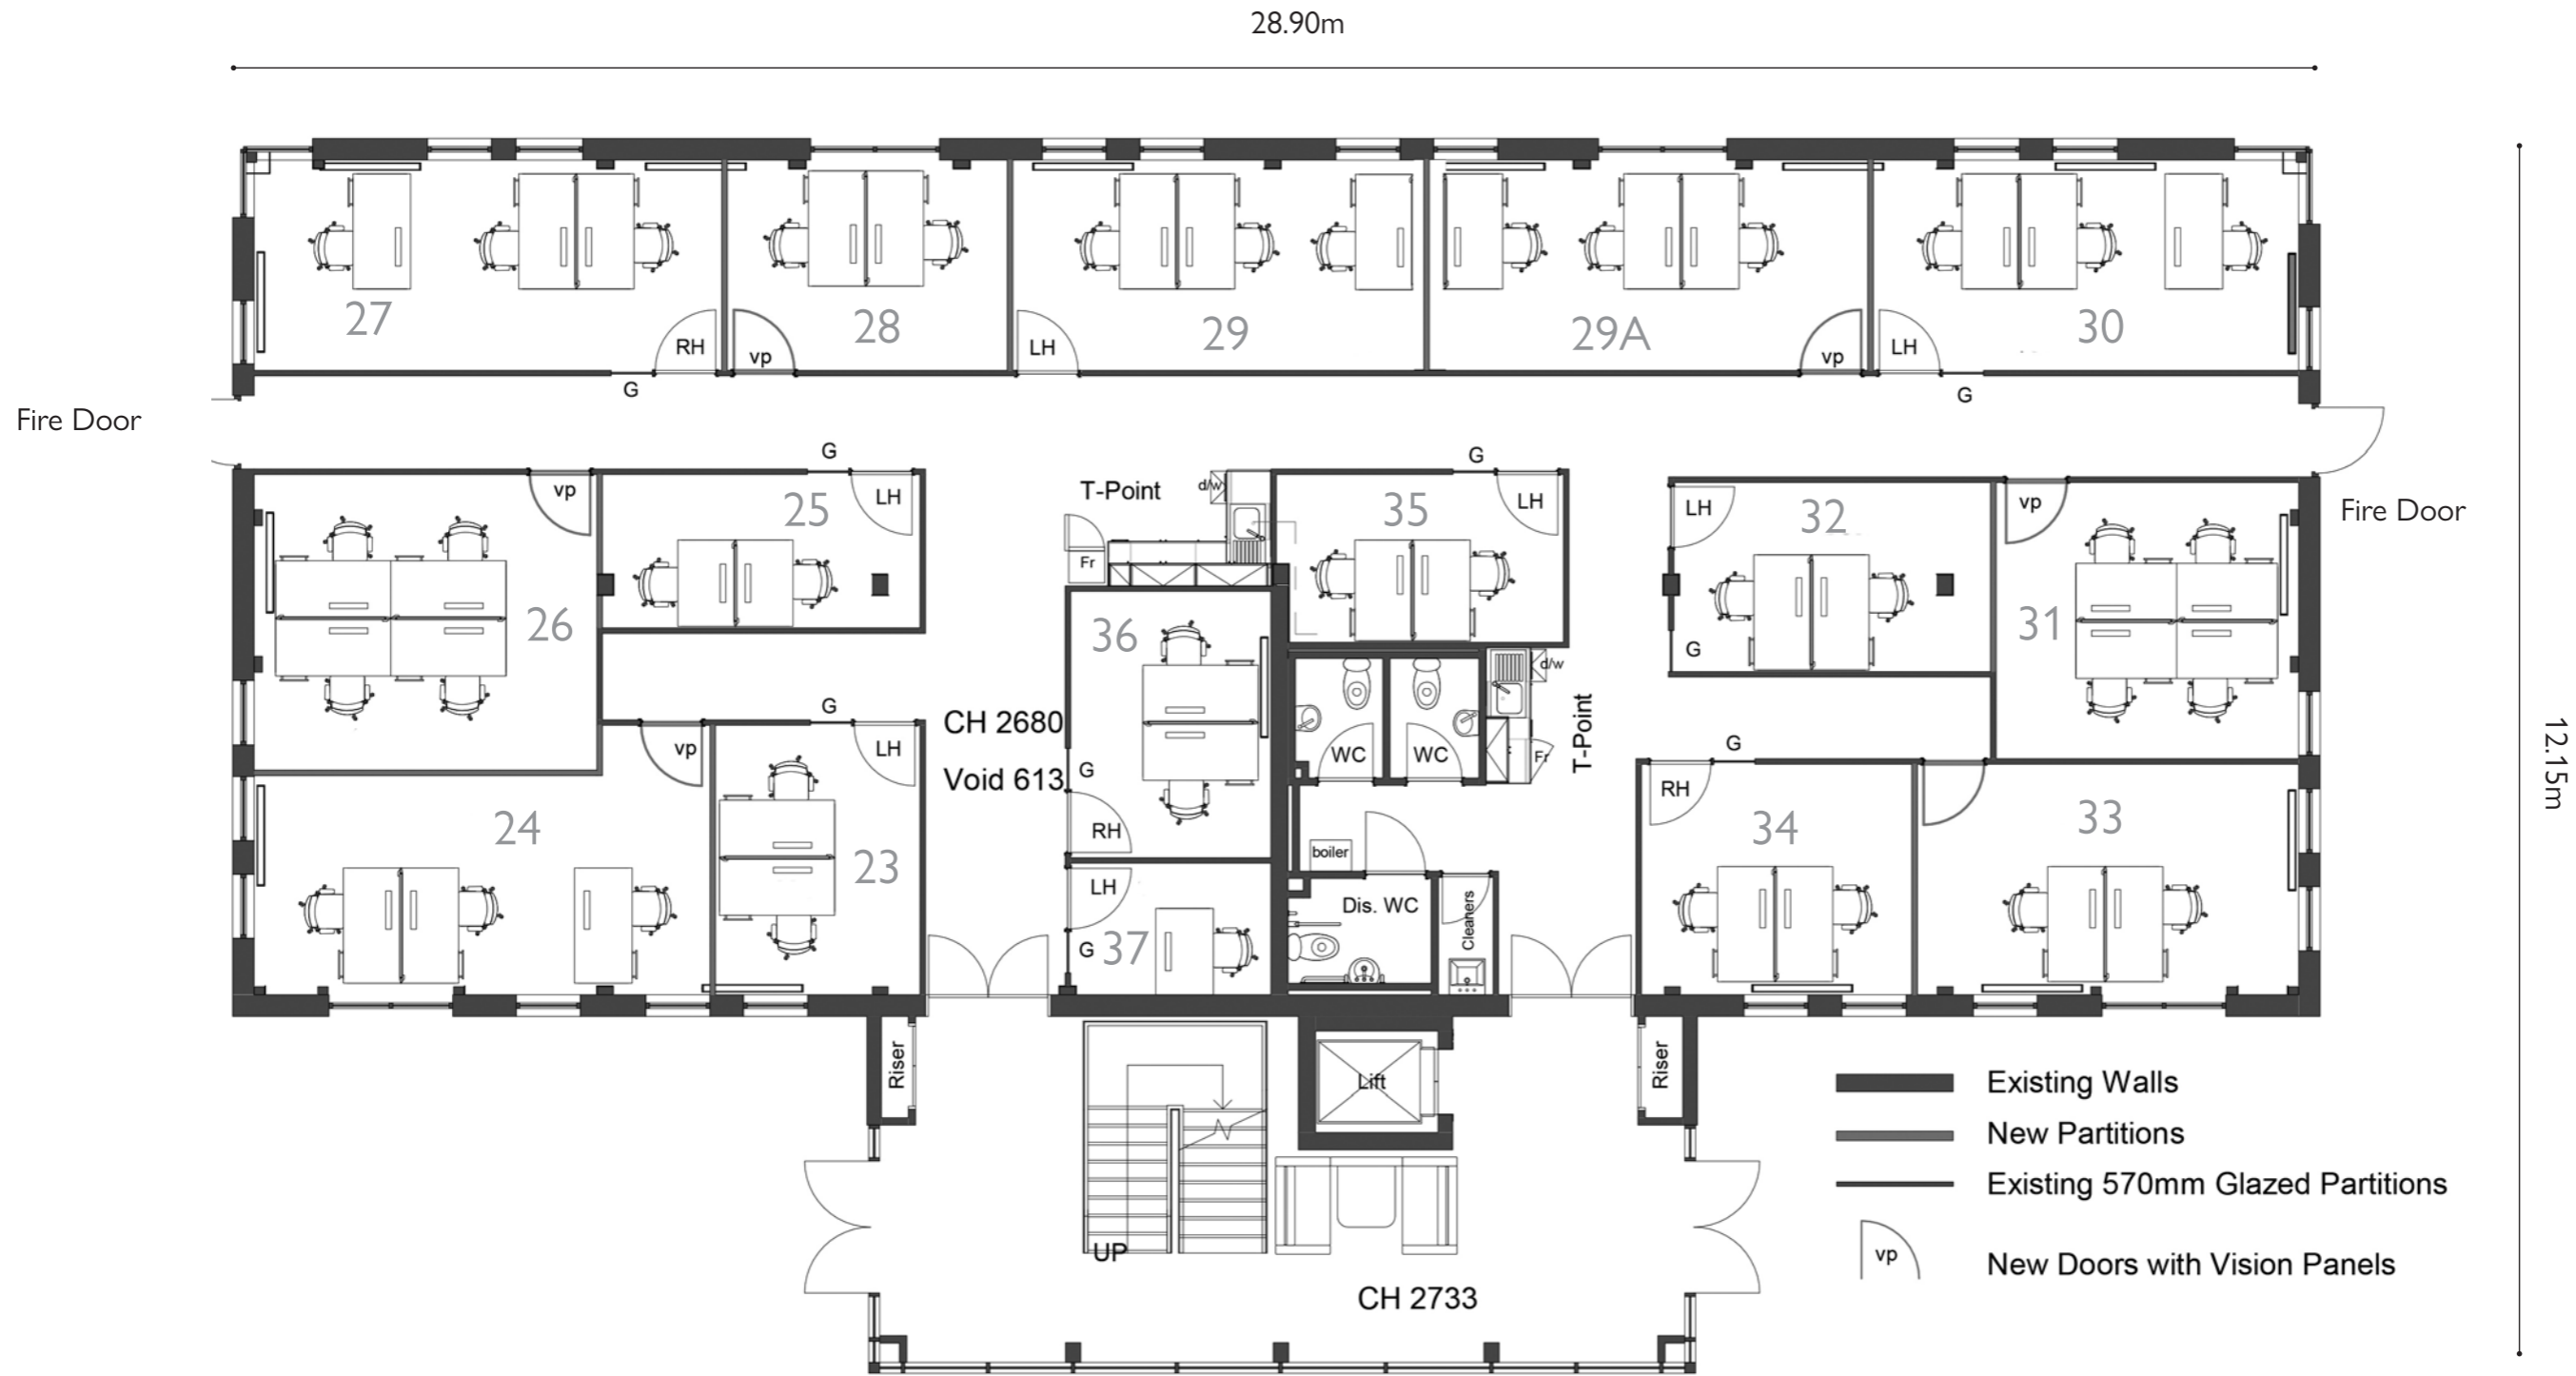 28.90m
27
28
29
29A
30
RH
vp
LH
vp
LH
G
G
Fire Door
Fire Door
12.15m
G
G
vp
25
LH
T-Point
d/w
Fr
35
LH
LH
32
vp
26
31
36
G
G
CH 2680
Void 613
vp
LH
G
RH
WC
WC
d/w
Fr
T-Point
G
RH
24
23
34
33
boiler
LH
G
37
Dis. WC
Cleaners
Riser
Lift
Riser
UP
CH 2733
Existing Walls
New Partitions
Existing 570mm Glazed Partitions
vp
New Doors with Vision Panels